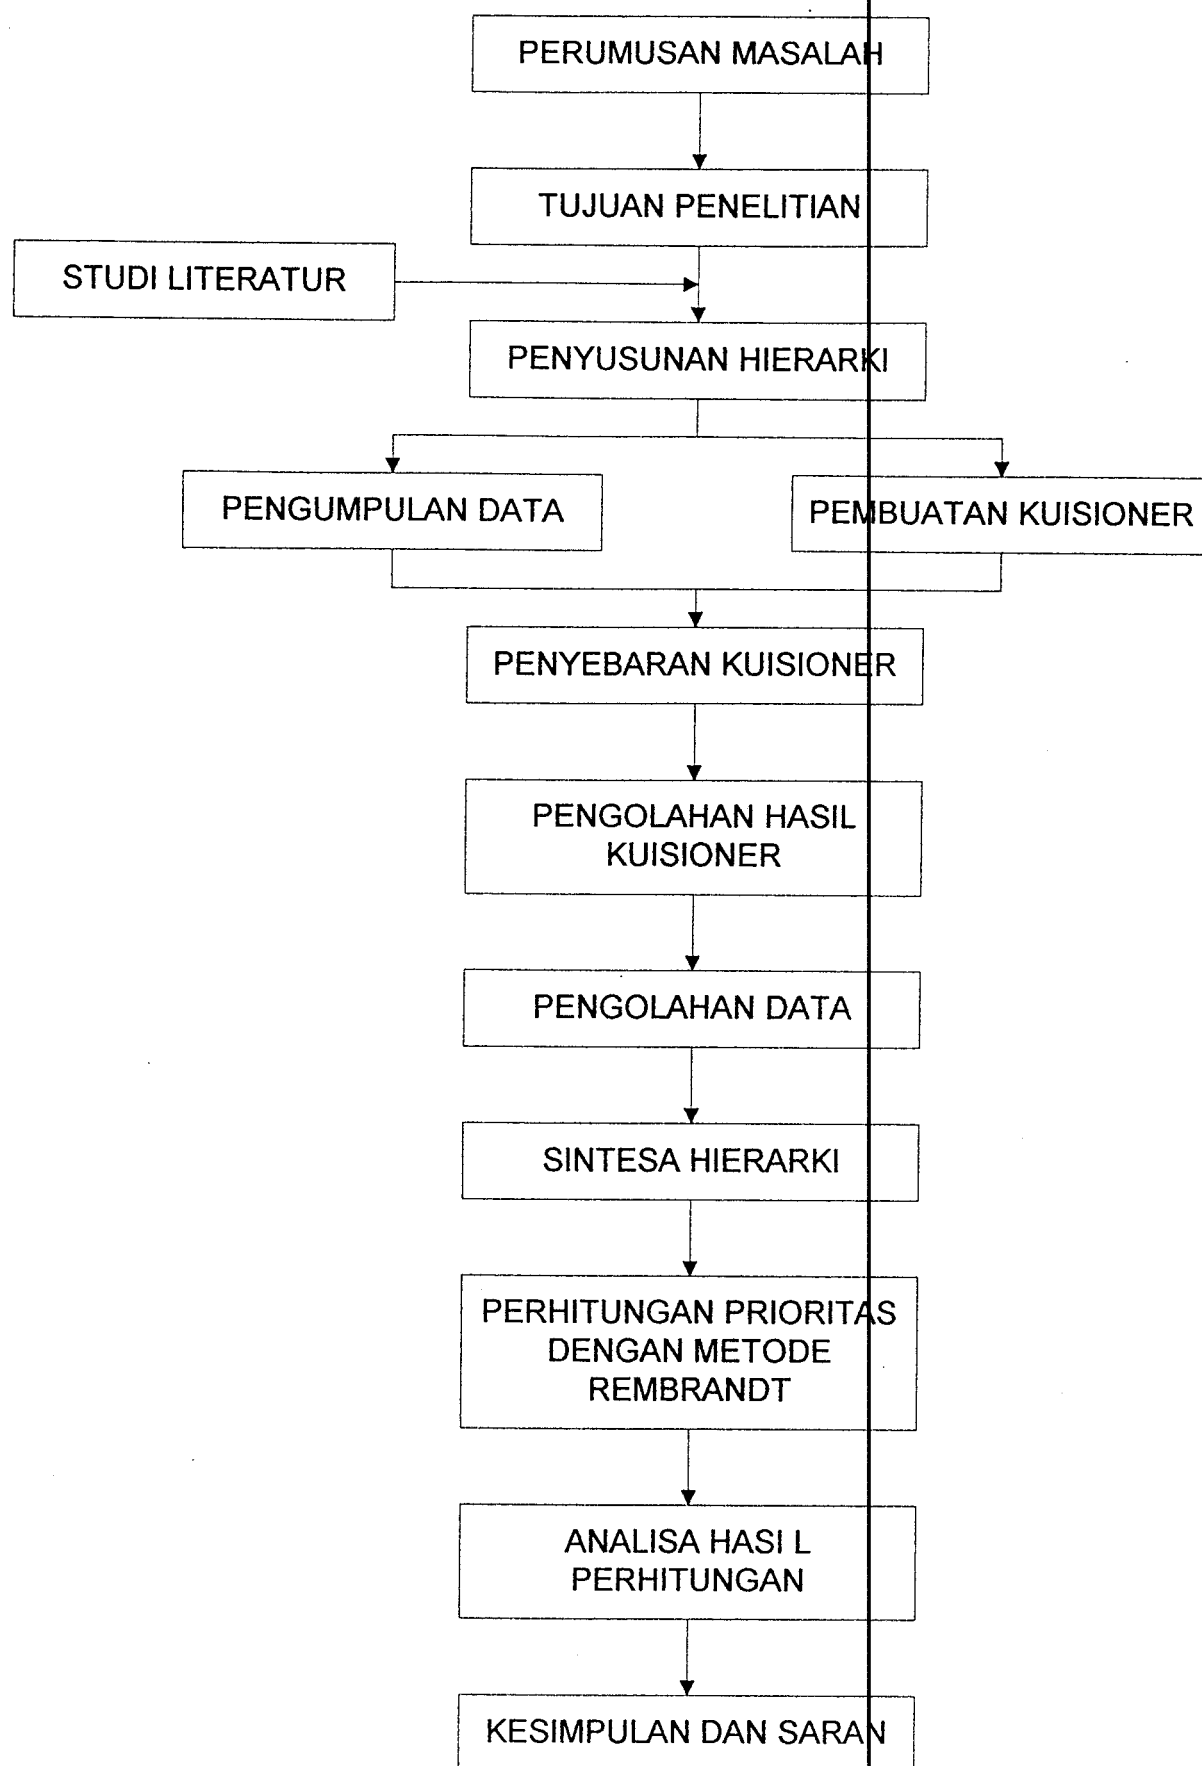 PERUMUSAN MASALAH
TUJUAN PENELITIAN
STUDI LITERATUR
PENYUSUNAN HIERARKI
PENGUMPULAN DATA
PEMBUATAN KUISIONER
PENYEBARAN KUISIONER
PENGOLAHAN HASIL
KUISIONER
PENGOLAHAN DATA
SINTESA HIERARKI
PERHITUNGAN PRIORITAS
DENGAN METODE
REMBRANDT
ANALISA HASI L
PERHITUNGAN
KESIMPULAN DAN SARAN